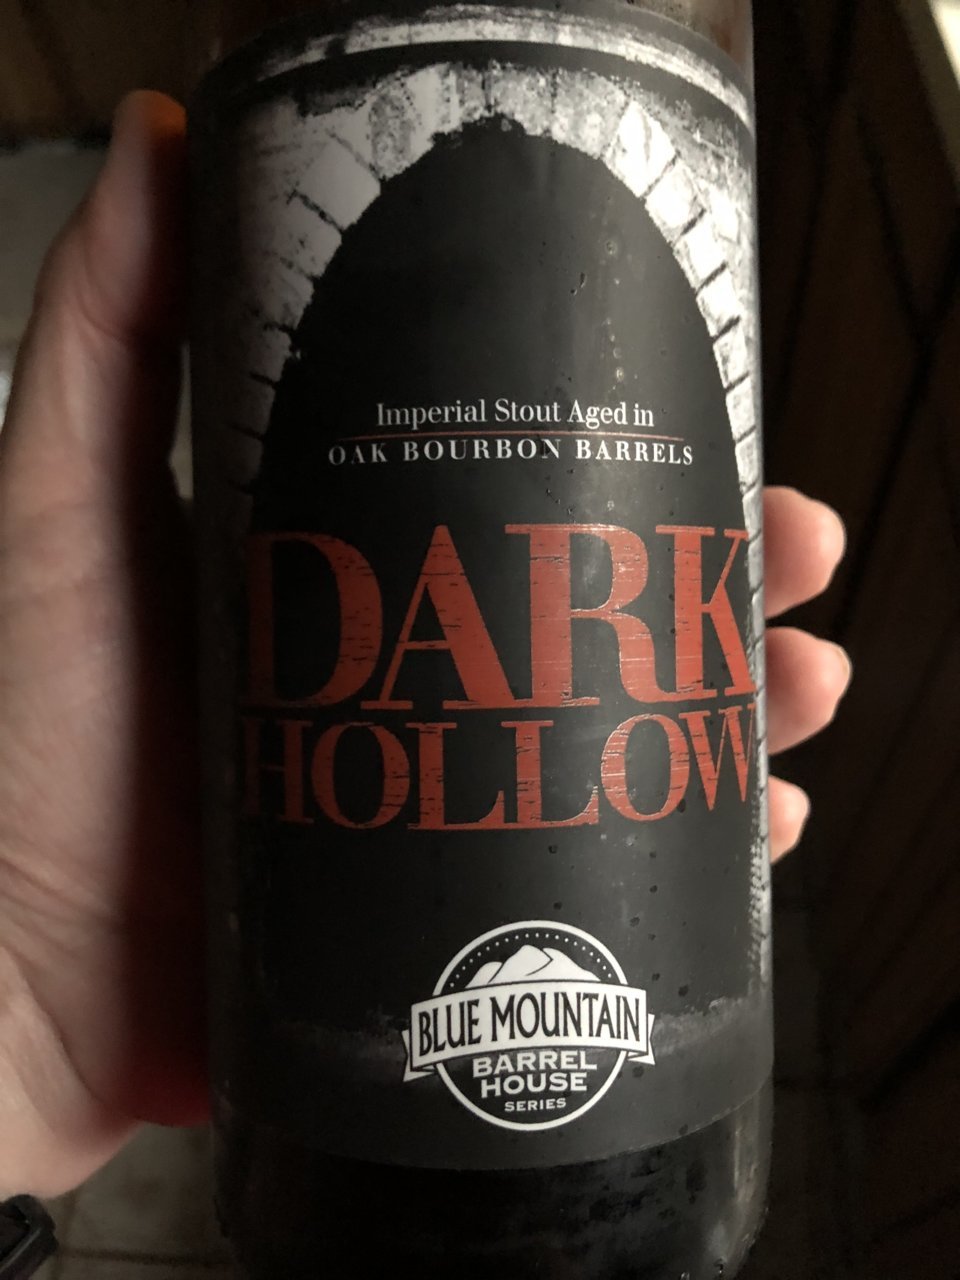 Imperial Stout Aged in
OAK BOURBON BARRELS
DARK
HOLLOW
BLUE MOUNTAIN
BARREL
HOUSE
SERIES